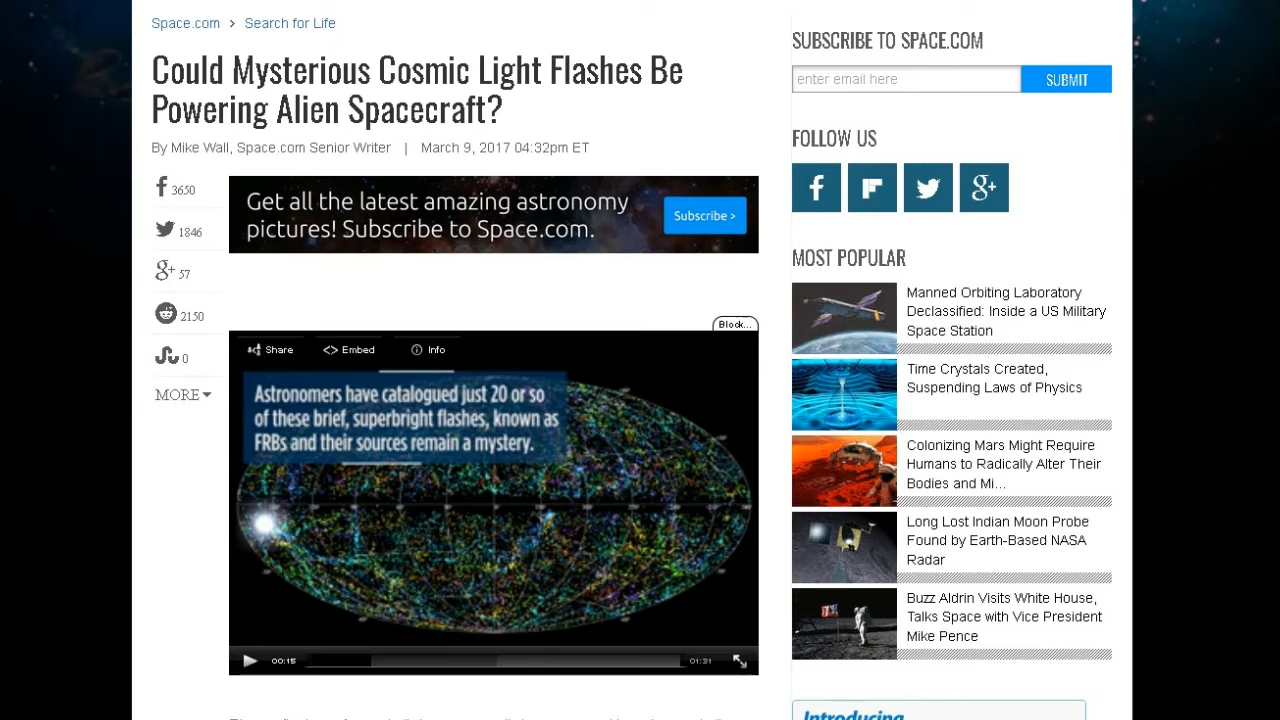 Space.com > Search for Life
Could Mysterious Cosmic Light Flashes Be
Powering Alien Spacecraft?
By Mike Wall, Space.com Senior Writer | March 9, 2017 04:32pm ET
3650
1846
57
2150
0
MORE
Get all the latest amazing astronomy
pictures! Subscribe to Space.com.
Subscribe >
Block...
Share
Embed
Info
Astronomers have catalogued just 20 or so
of these brief, superbright flashes, known as
FRBs and their sources remain a mystery.
00:15
01:31
SUBSCRIBE TO SPACE.COM
enter email here
SUBMIT
FOLLOW US
MOST POPULAR
Manned Orbiting Laboratory
Declassified: Inside a US Military
Space Station
Time Crystals Created,
Suspending Laws of Physics
Colonizing Mars Might Require
Humans to Radically Alter Their
Bodies and Mi...
Long Lost Indian Moon Probe
Found by Earth-Based NASA
Radar
Buzz Aldrin Visits White House,
Talks Space with Vice President
Mike Pence
Introducing